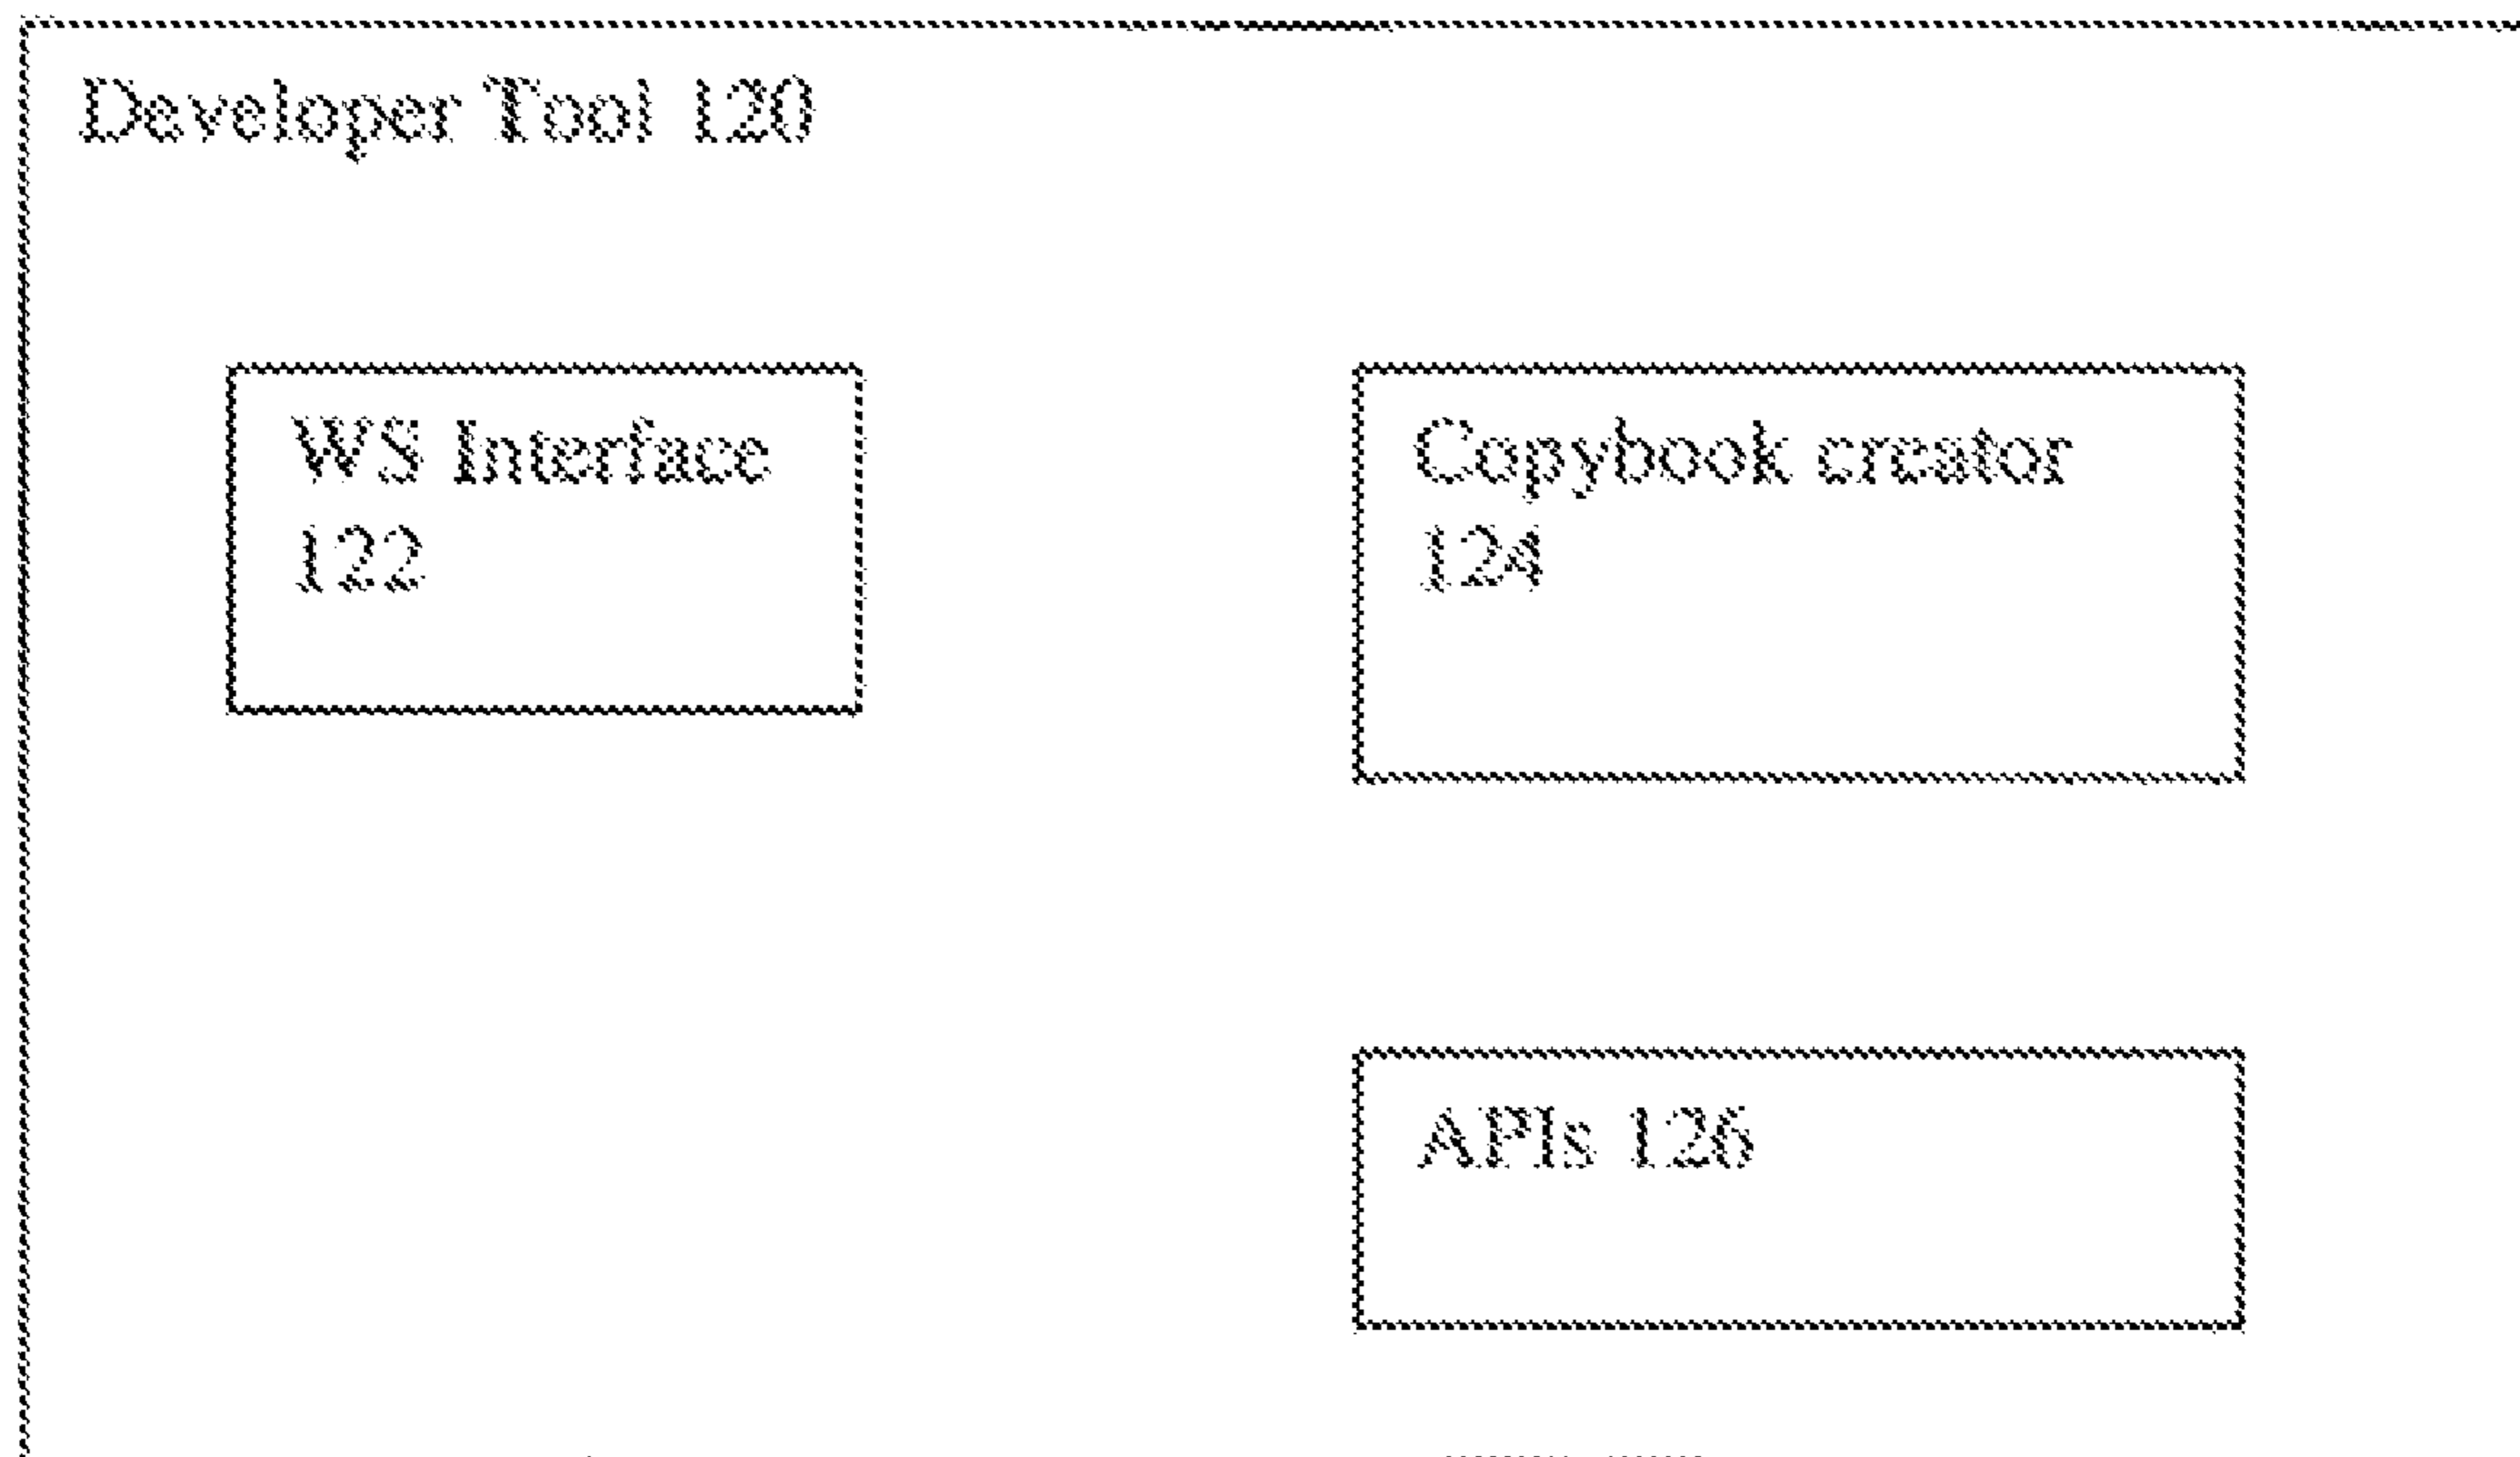 Developer Tool 120
WS Interface
122
Copybook creator
124
APIs 126